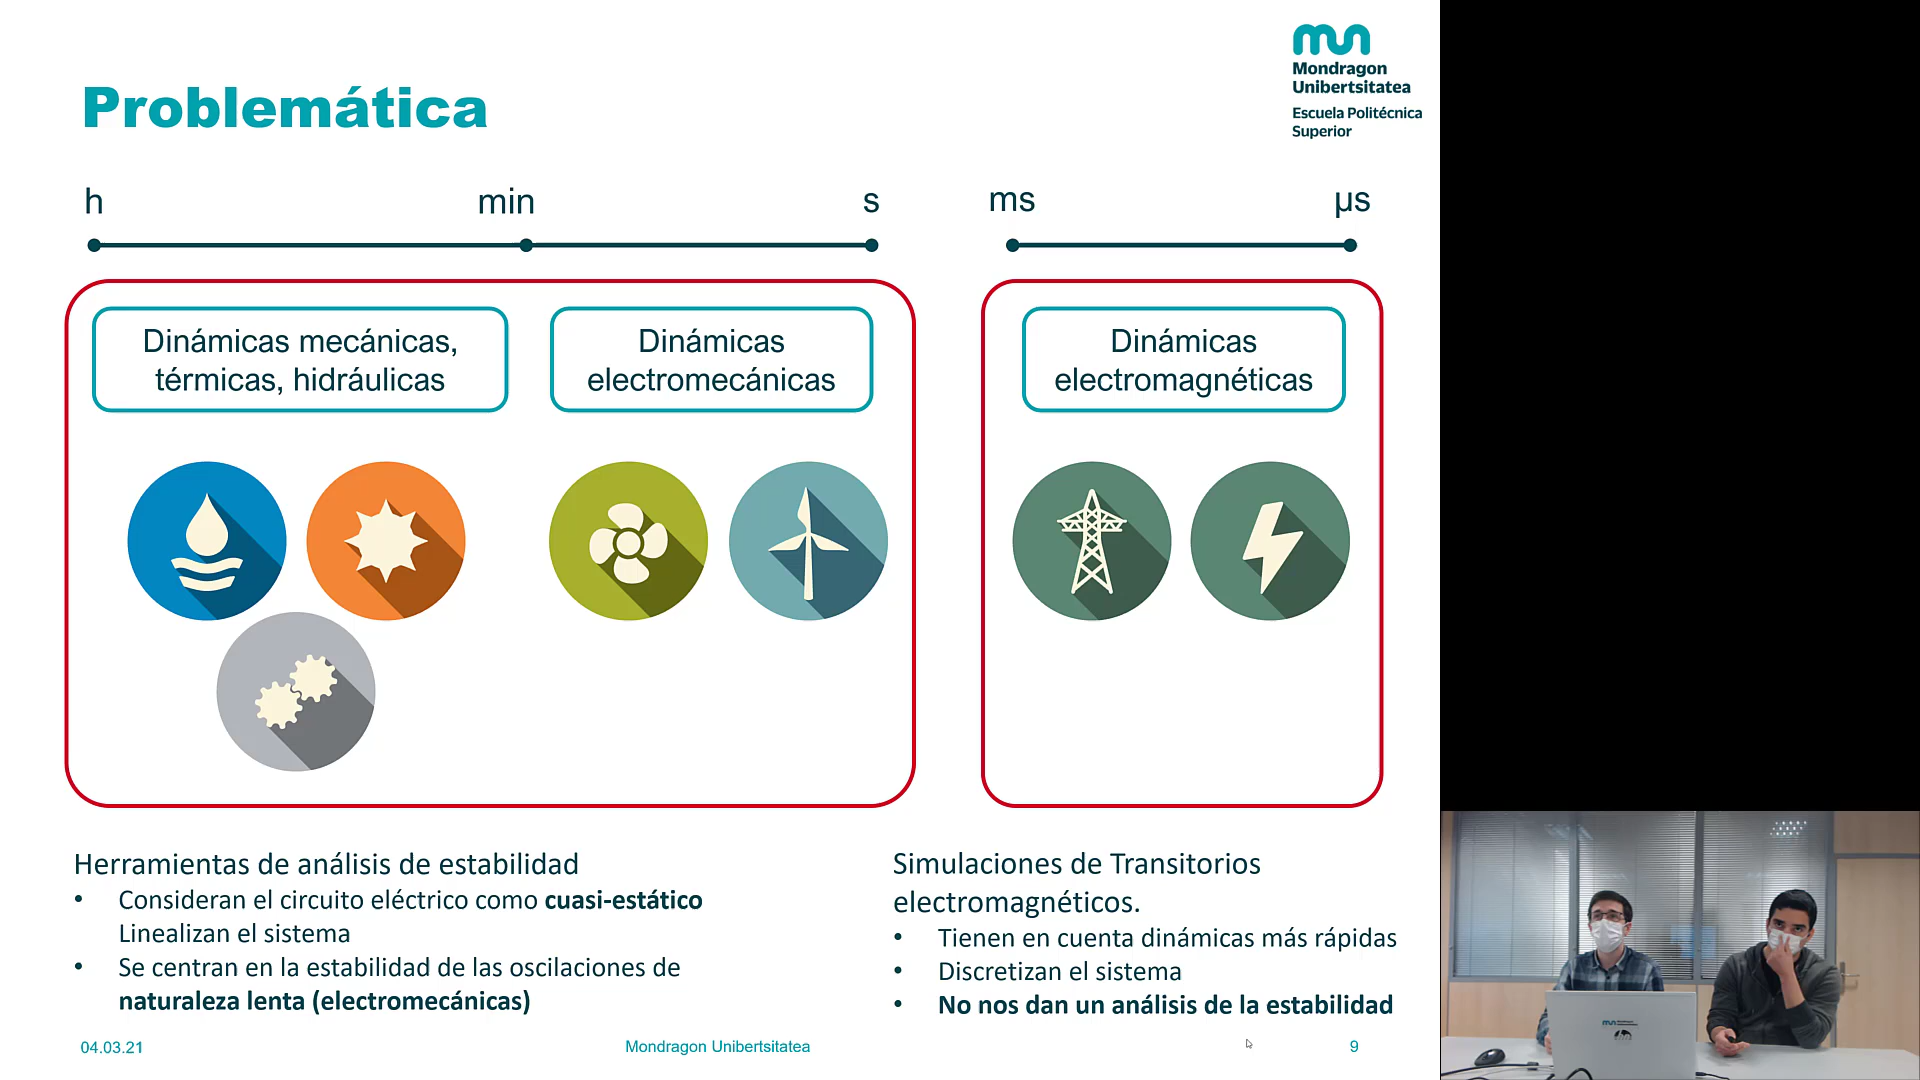 Mondragon
Unibertsitatea
Escuela Politécnica
Superior
Problemática
h
min
s
ms
µs
Dinámicas mecánicas,
térmicas, hidráulicas
Dinámicas
electromecánicas
Dinámicas
electromagnéticas
Herramientas de análisis de estabilidad
• Consideran el circuito eléctrico como cuasi-estático
Linealizan el sistema
• Se centran en la estabilidad de las oscilaciones de
naturaleza lenta (electromecánicas)
Simulaciones de Transitorios
electromagnéticos.
• Tienen en cuenta dinámicas más rápidas
• Discretizan el sistema
• No nos dan un análisis de la estabilidad
04.03.21
Mondragon Unibertsitatea
9